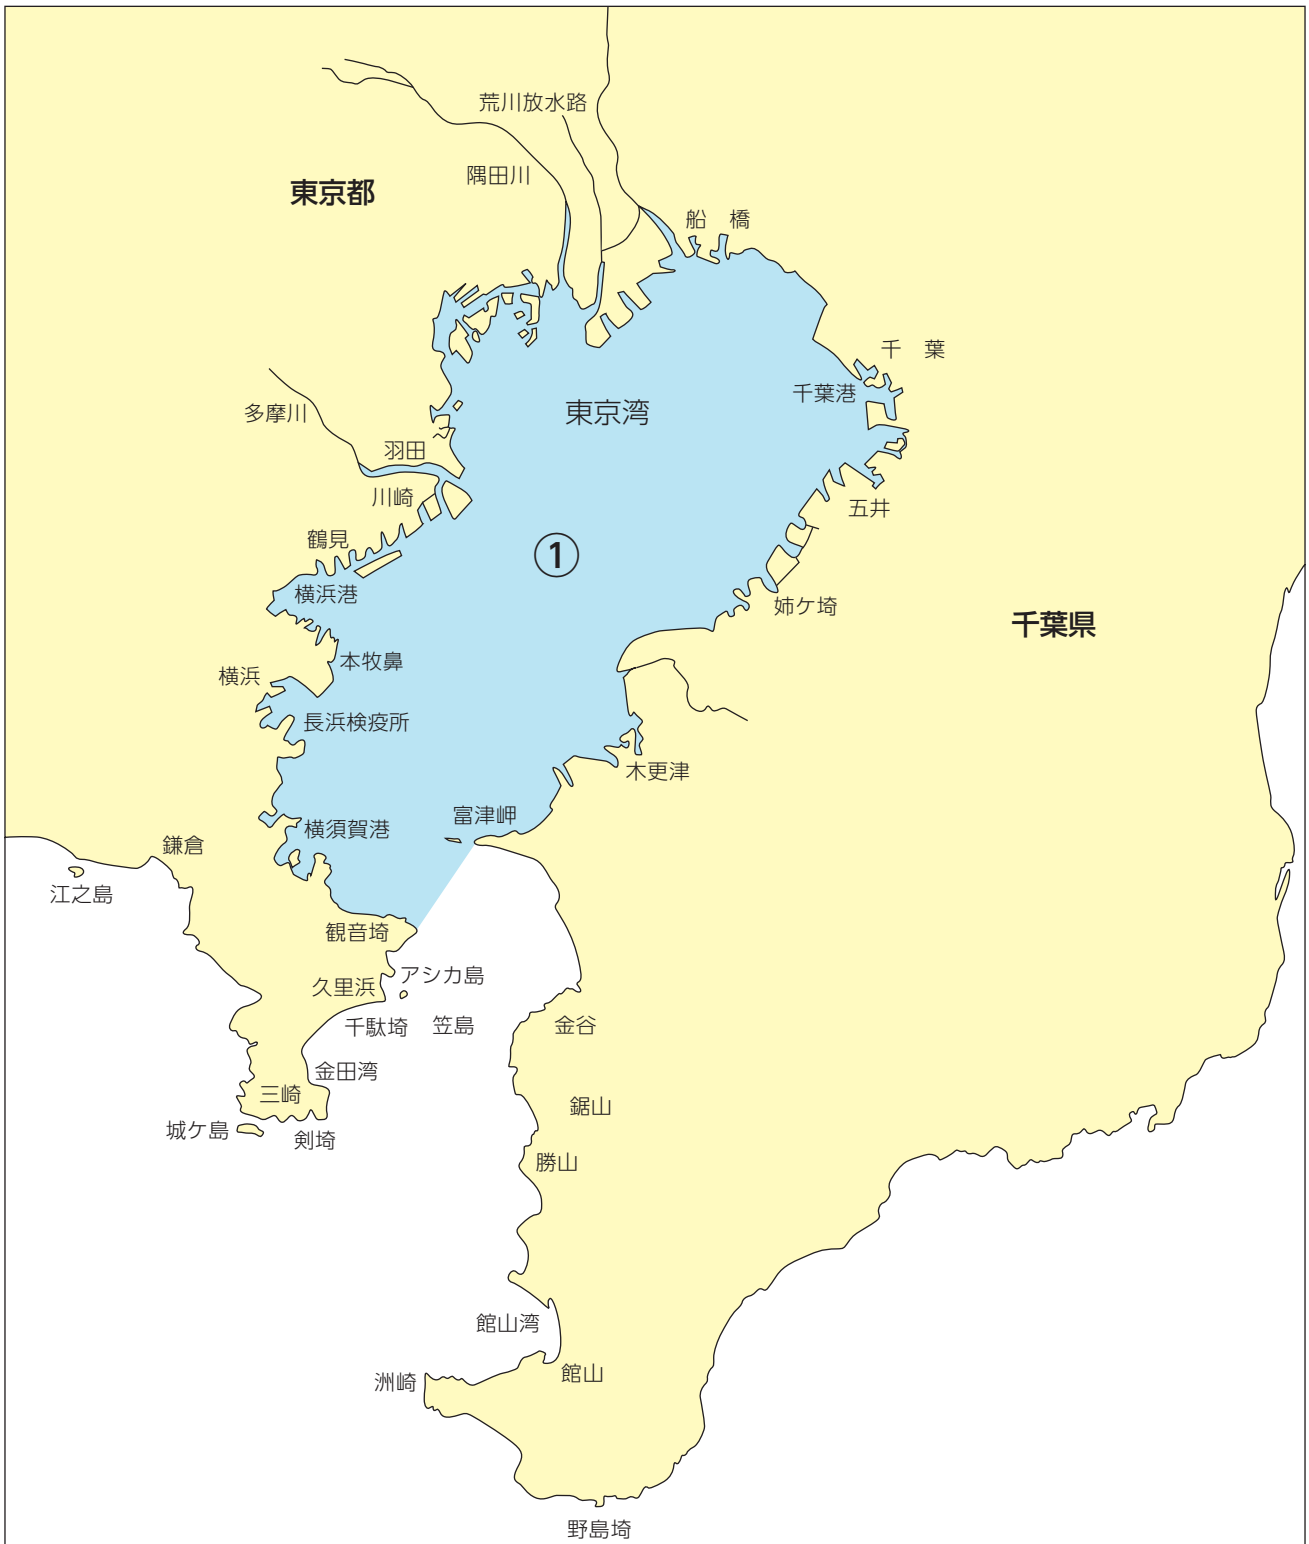 荒川放水路
隅田川
東京都
船 橋
千 葉
千葉港
東京湾
多摩川
羽田
川崎
五井
鶴見
①
横浜港
姉ケ埼
千葉県
本牧鼻
横浜
長浜検疫所
木更津
富津岬
横須賀港
鎌倉
江之島
観音埼
アシカ島
久里浜
千駄埼
笠島
金谷
金田湾
三崎
鋸山
城ケ島
剣埼
勝山
館山湾
館山
洲崎
野島埼